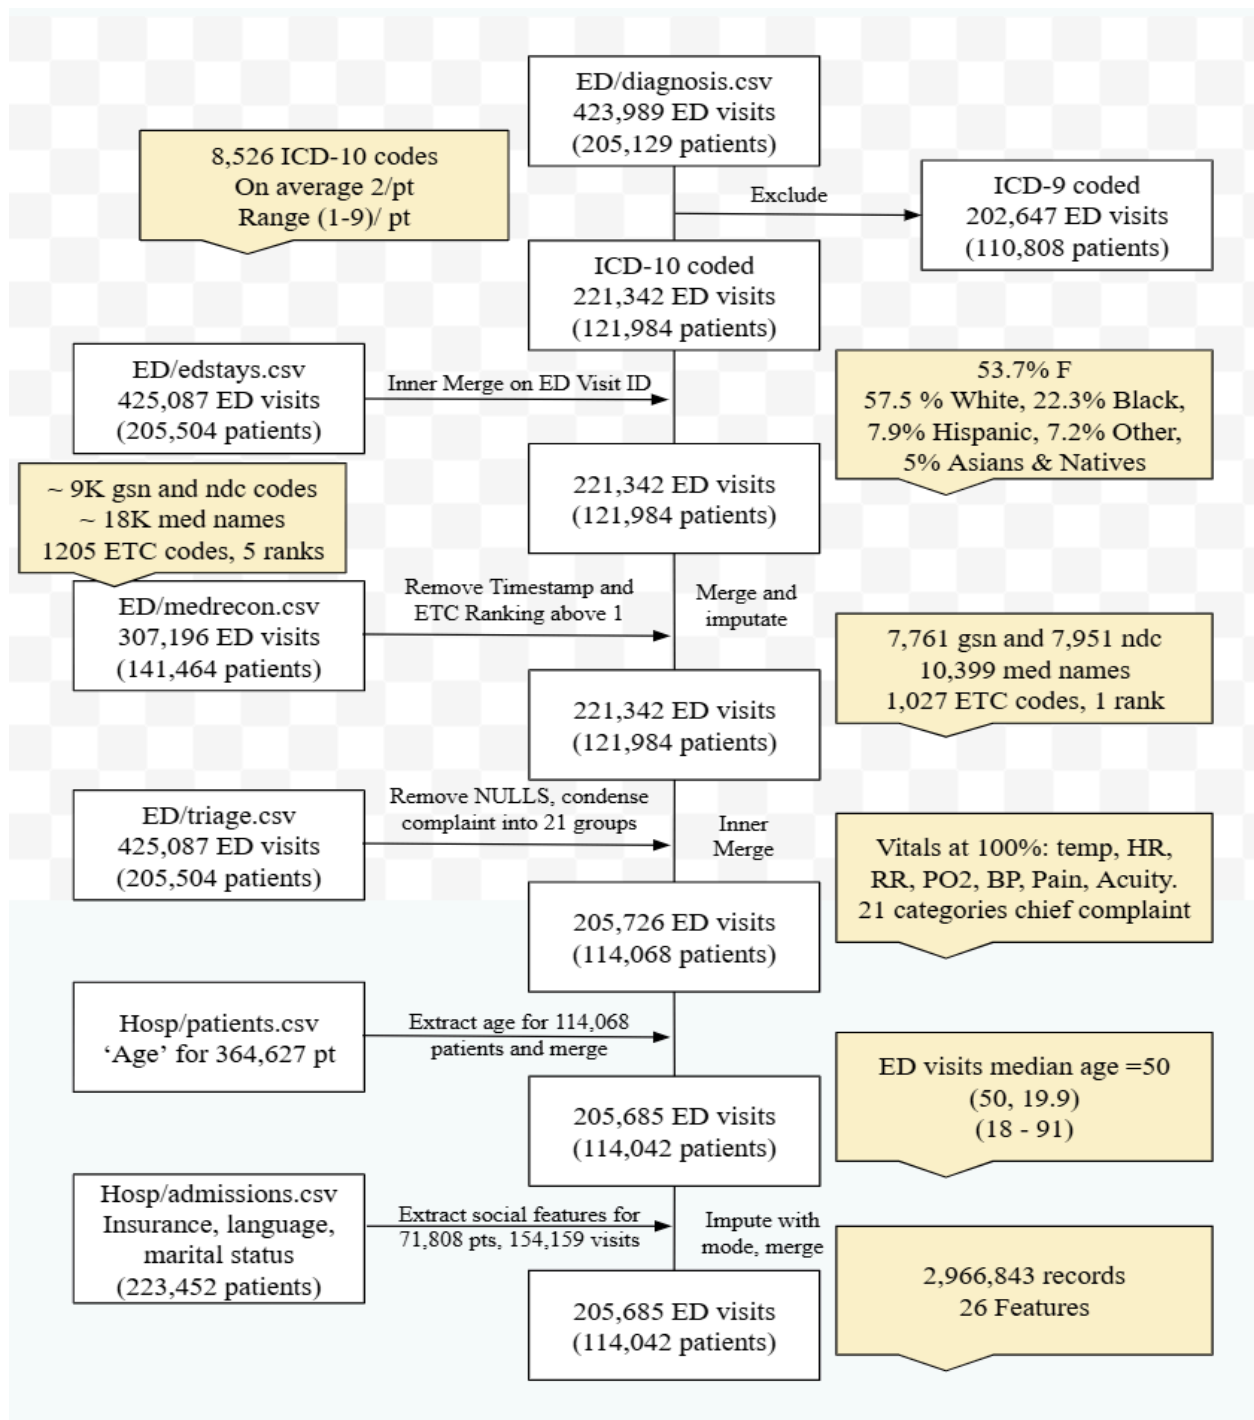 ED/diagnosis.csv
423,989 ED visits
(205,129 patients)
8,526 ICD-10 codes
On average 2/pt
Range (1-9)/ pt
Exclude
ICD-9 coded
202,647 ED visits
(110,808 patients)
ICD-10 coded
221,342 ED visits
(121,984 patients)
ED/edstays.csv
425,087 ED visits
(205,504 patients)
Inner Merge on ED Visit ID
53.7% F
57.5 % White, 22.3% Black,
7.9% Hispanic, 7.2% Other,
5% Asians & Natives
221,342 ED visits
(121,984 patients)
~ 9K gsn and ndc codes
~ 18K med names
1205 ETC codes, 5 ranks
ED/medrecon.csv
307,196 ED visits
(141,464 patients)
Remove Timestamp and
ETC Ranking above 1
Merge and
imputate
7,761 gsn and 7,951 ndc
10,399 med names
1,027 ETC codes, 1 rank
221,342 ED visits
(121,984 patients)
ED/triage.csv
425,087 ED visits
(205,504 patients)
Remove NULLS, condense
complaint into 21 groups
Inner
Merge
Vitals at 100%: temp, HR,
RR, PO2, BP, Pain, Acuity.
21 categories chief complaint
205,726 ED visits
(114,068 patients)
Hosp/patients.csv
‘Age’ for 364,627 pt
Extract age for 114,068
patients and merge
ED visits median age =50
(50, 19.9)
(18 - 91)
205,685 ED visits
(114,042 patients)
Hosp/admissions.csv
Insurance, language,
marital status
(223,452 patients)
Extract social features for
71,808 pts, 154,159 visits
Impute with
mode, merge
2,966,843 records
26 Features
205,685 ED visits
(114,042 patients)